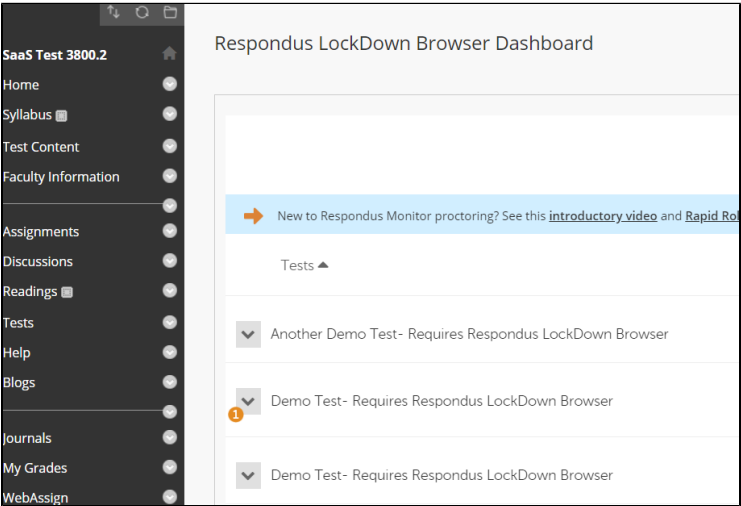 SaaS Test 3800.2
Home
Syllabus
Test Content
Faculty Information
Assignments
Discussions
Readings
Tests
Help
Blogs
Journals
My Grades
WebAssign
Respondus LockDown Browser Dashboard
New to Respondus Monitor proctoring? See this introductory video and Rapid Rol
Tests
Another Demo Test- Requires Respondus LockDown Browser
1
Demo Test- Requires Respondus LockDown Browser
Demo Test- Requires Respondus LockDown Browser